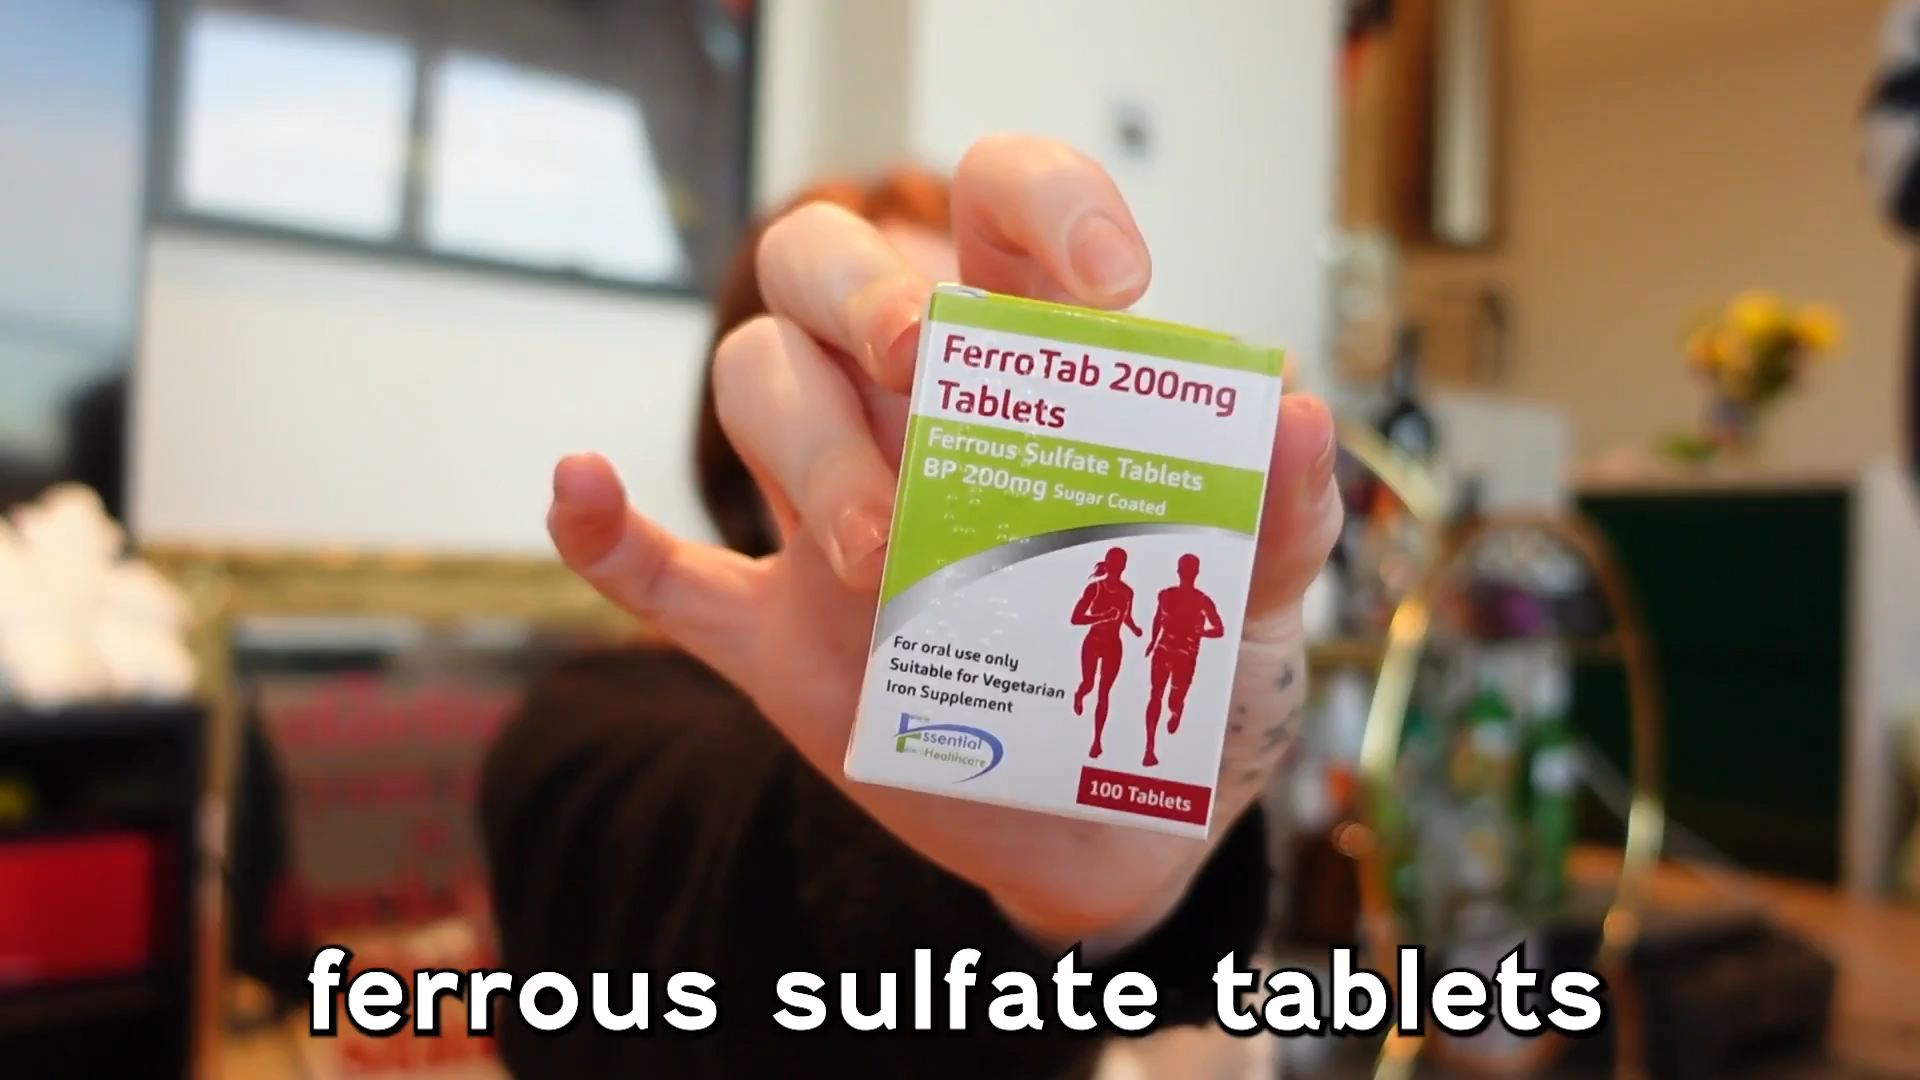 FerroTab 200mg
Tablets
Ferrous Sulfate Tablets
BP 200mg Sugar Coated
For oral use only
Suitable for Vegetarian
Iron Supplement
Essential
Healthcare
100 Tablets
ferrous sulfate tablets